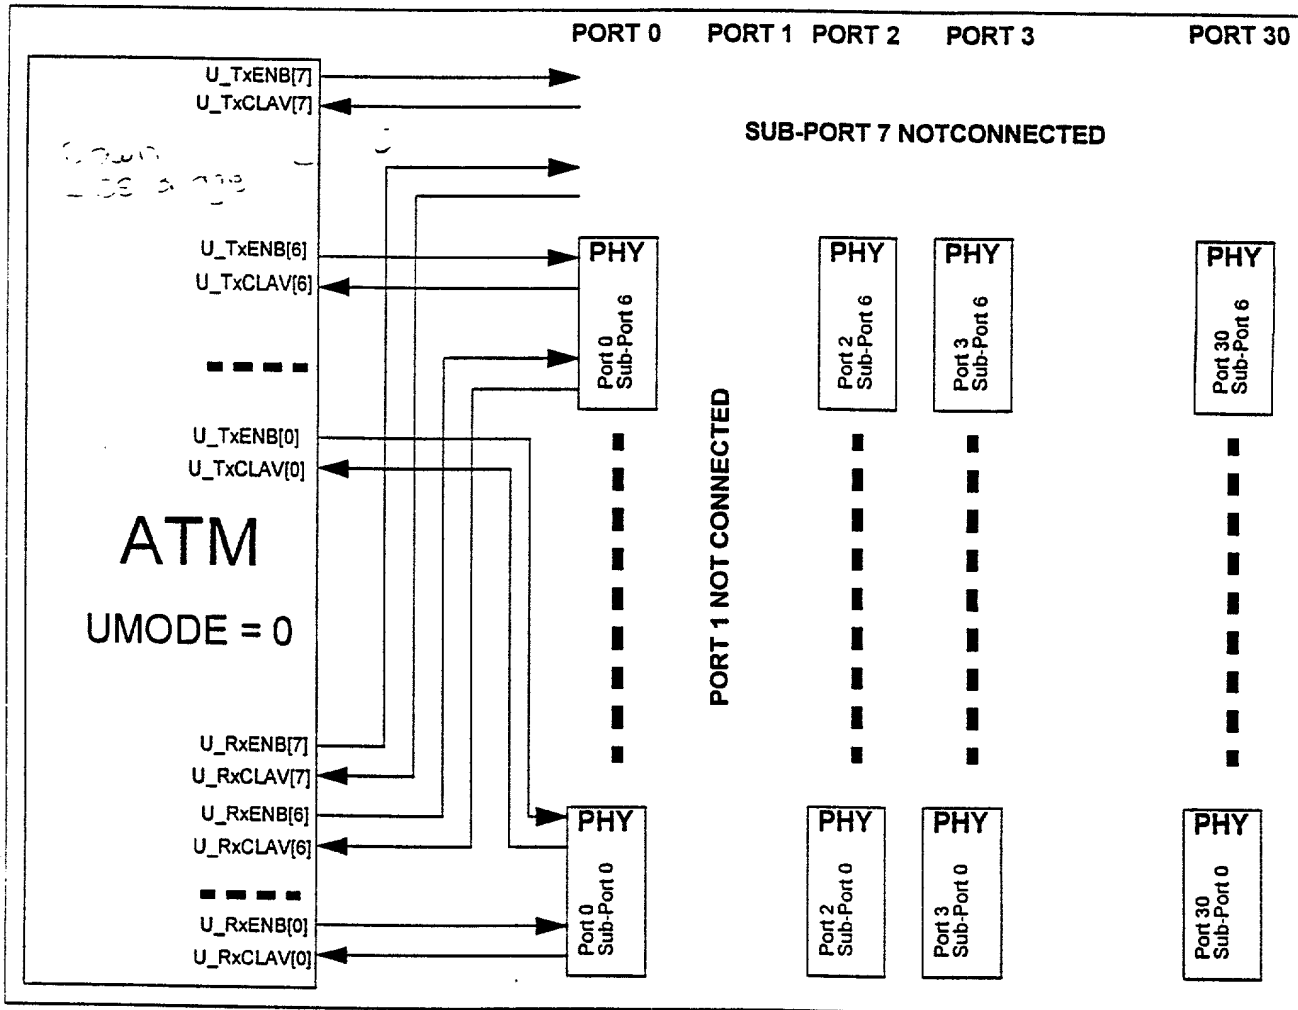 PORT 0 PORT 1 PORT 2 PORT 3 PORT 30
U_TxENB[7]
U_TxCLAV[7]
SUB-PORT 7 NOTCONNECTED
U_TxENB[6]
U_TxCLAV[6]
PHY
Port 0
Sub-Port 6
PHY
Port 2
Sub-Port 6
PHY
Port 3
Sub-Port 6
PHY
Port 30
Sub-Port 6
U_TxENB[0]
U_TxCLAV[0]
PORT 1 NOT CONNECTED
ATM
UMODE = 0
U_RxENB[7]
U_RxCLAV[7]
U_RxENB[6]
U_RxCLAV[6]
U_RxENB[0]
U_RxCLAV[0]
PHY
Port 0
Sub-Port 0
PHY
Port 2
Sub-Port 0
PHY
Port 3
Sub-Port 0
PHY
Port 30
Sub-Port 0